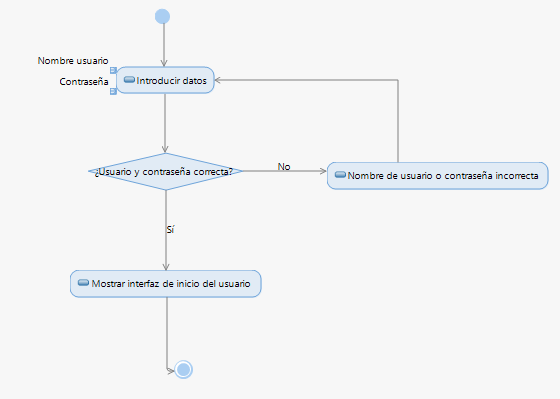 Nombre usuario
Contraseña
Introducir datos
¿Usuario y contraseña correcta?
No
Nombre de usuario o contraseña incorrecta
Sí
Mostrar interfaz de inicio del usuario